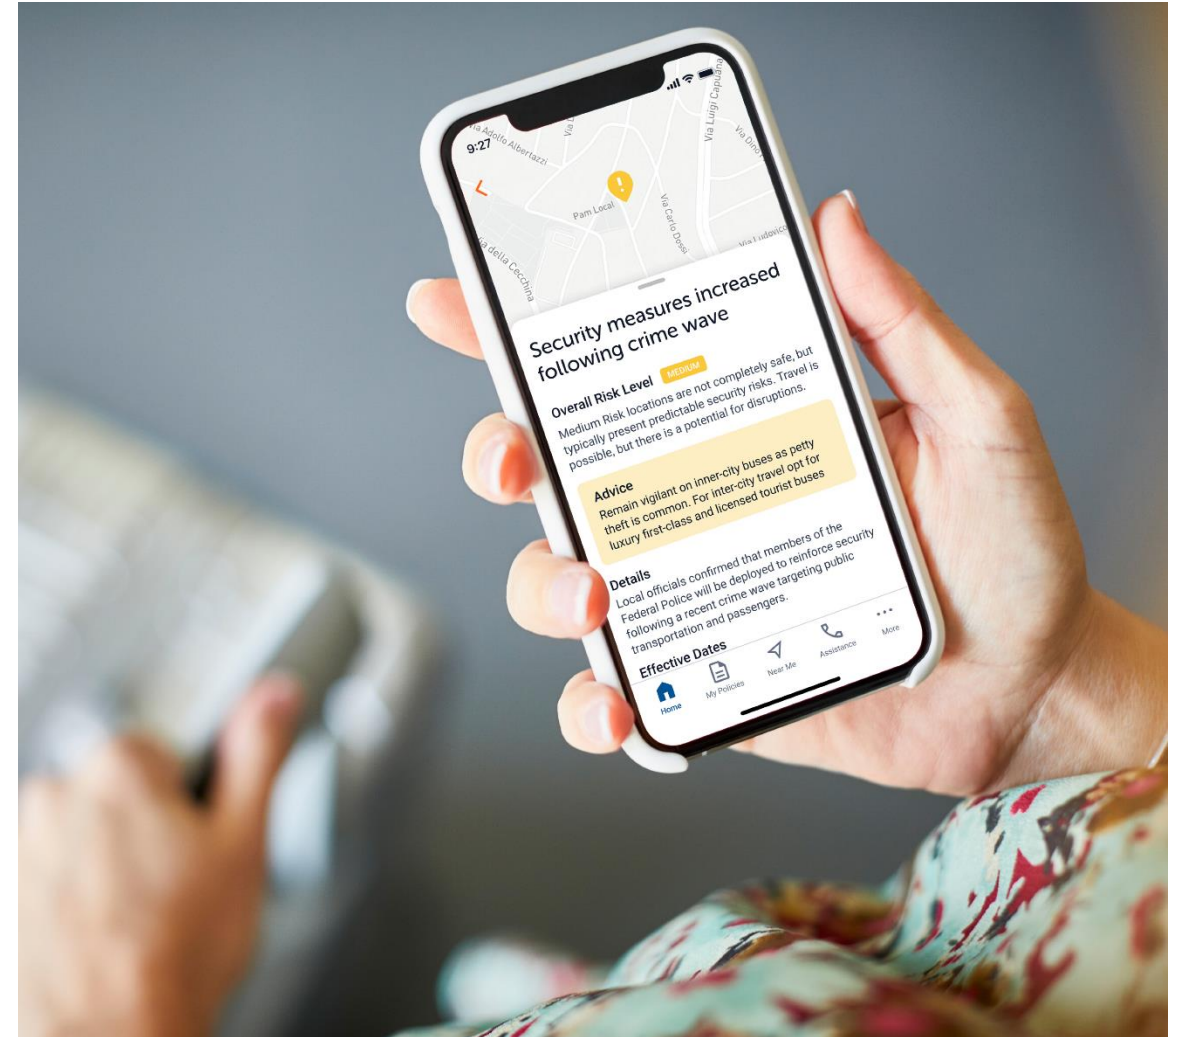 9:27
Via Adolfo Albertazzi
Via Luigi Capuana
Via Dino
Pam Local
Via Carlo Dossi
Via Ludovico
Via della Cecchina
Security measures increased
following crime wave
Overall Risk Level MEDIUM
Medium Risk locations are not completely safe, but
typically present predictable security risks. Travel is
possible, but there is a potential for disruptions.
Advice
Remain vigilant on inner-city buses as petty
theft is common. For inter-city travel opt for
luxury first-class and licensed tourist buses
Details
Local officials confirmed that members of the
Federal Police will be deployed to reinforce security
following a recent crime wave targeting public
transportation and passengers.
Effective Dates
Home
My Policies
Near Me
Assistance
More